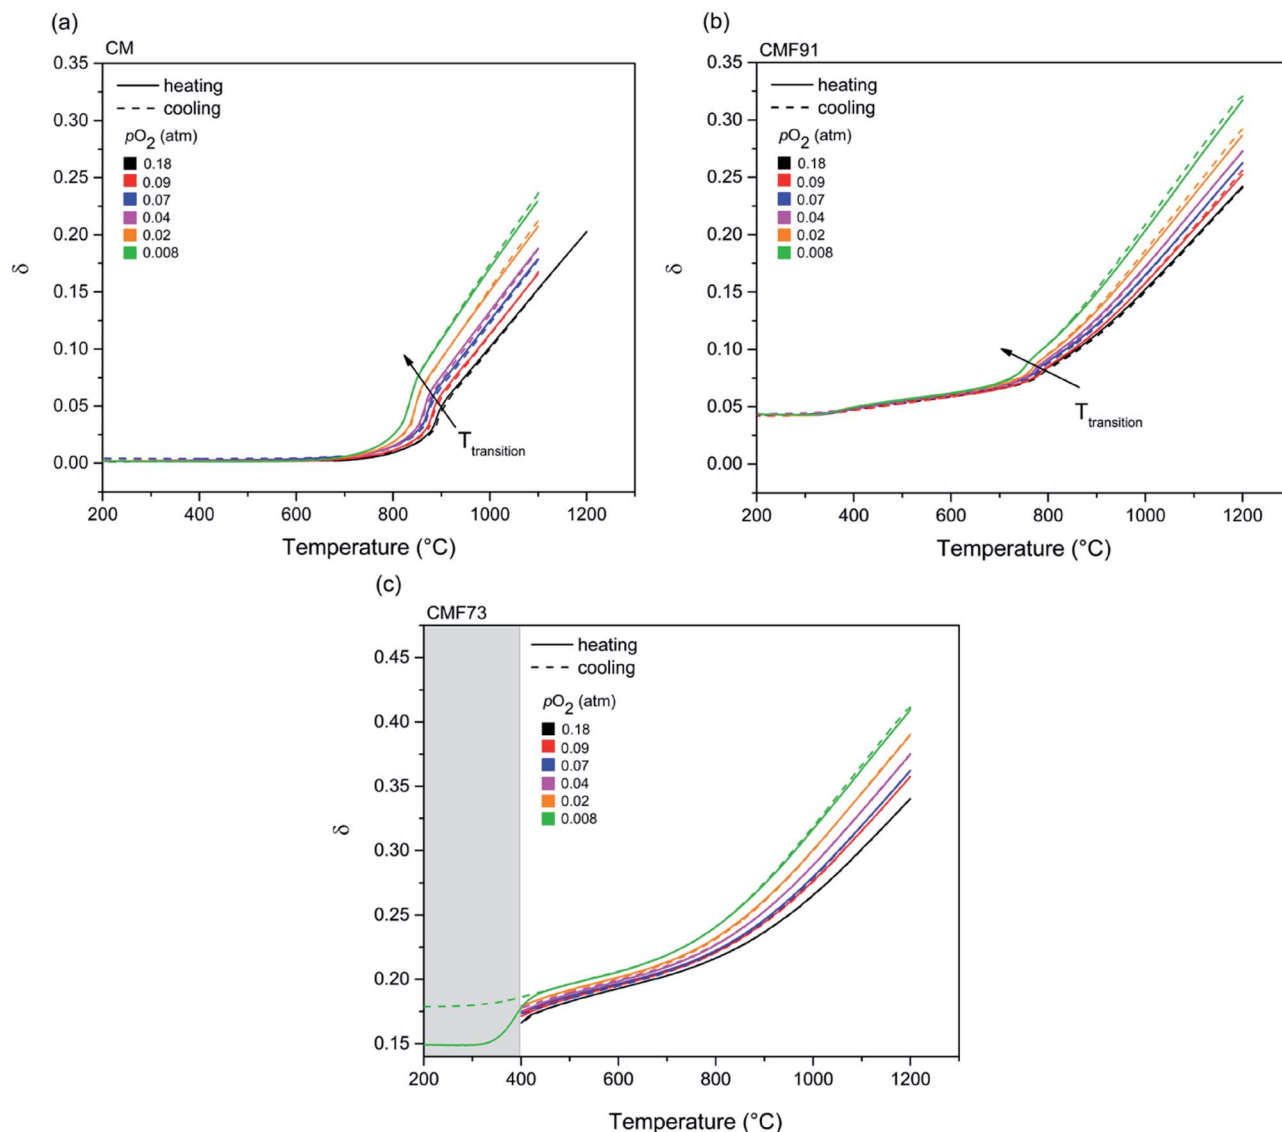 (a)
CM
heating
cooling
pO2 (atm)
0.18
0.09
0.07
0.04
0.02
0.008
0.35
0.30
0.25
0.20
0.15
0.10
0.05
0.00
δ
Ttransition
200 400 600 800 1000 1200
Temperature (°C)
(b)
CMF91
heating
cooling
pO2 (atm)
0.18
0.09
0.07
0.04
0.02
0.008
0.35
0.30
0.25
0.20
0.15
0.10
0.05
0.00
δ
Ttransition
200 400 600 800 1000 1200
Temperature (°C)
(c)
CMF73
heating
cooling
pO2 (atm)
0.18
0.09
0.07
0.04
0.02
0.008
0.45
0.40
0.35
0.30
0.25
0.20
0.15
δ
200 400 600 800 1000 1200
Temperature (°C)